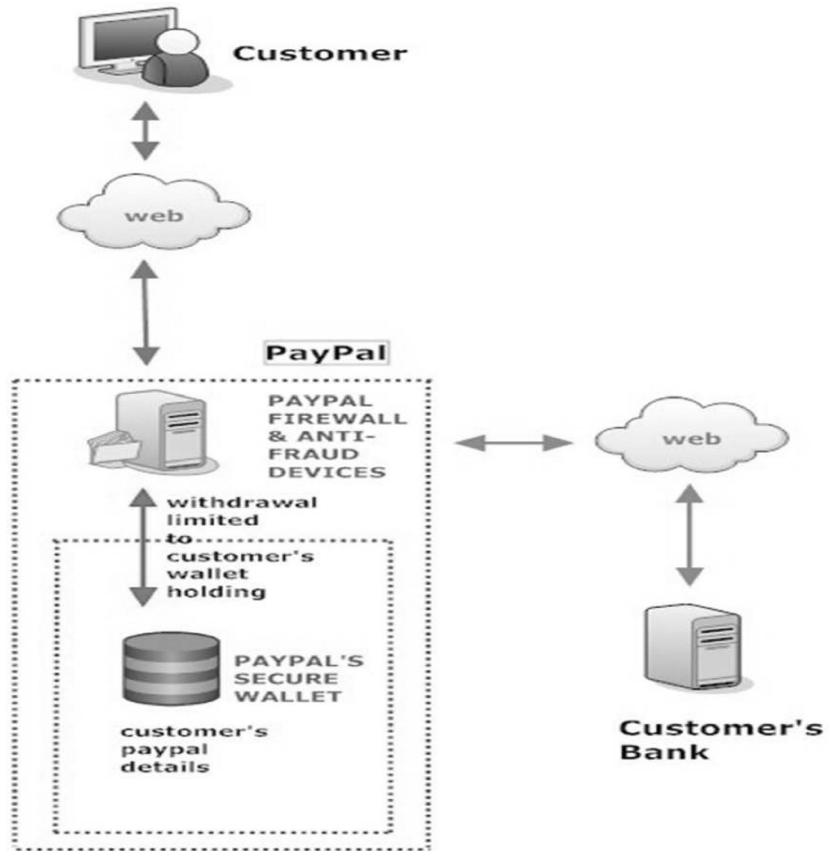 Customer
web
PayPal
PAYPAL
FIREWALL
& ANTI-
FRAUD
DEVICES
web
withdrawal
limited
to
customer's
wallet
holding
PAYPAL'S
SECURE
WALLET
customer's
paypal
details
Customer's
Bank